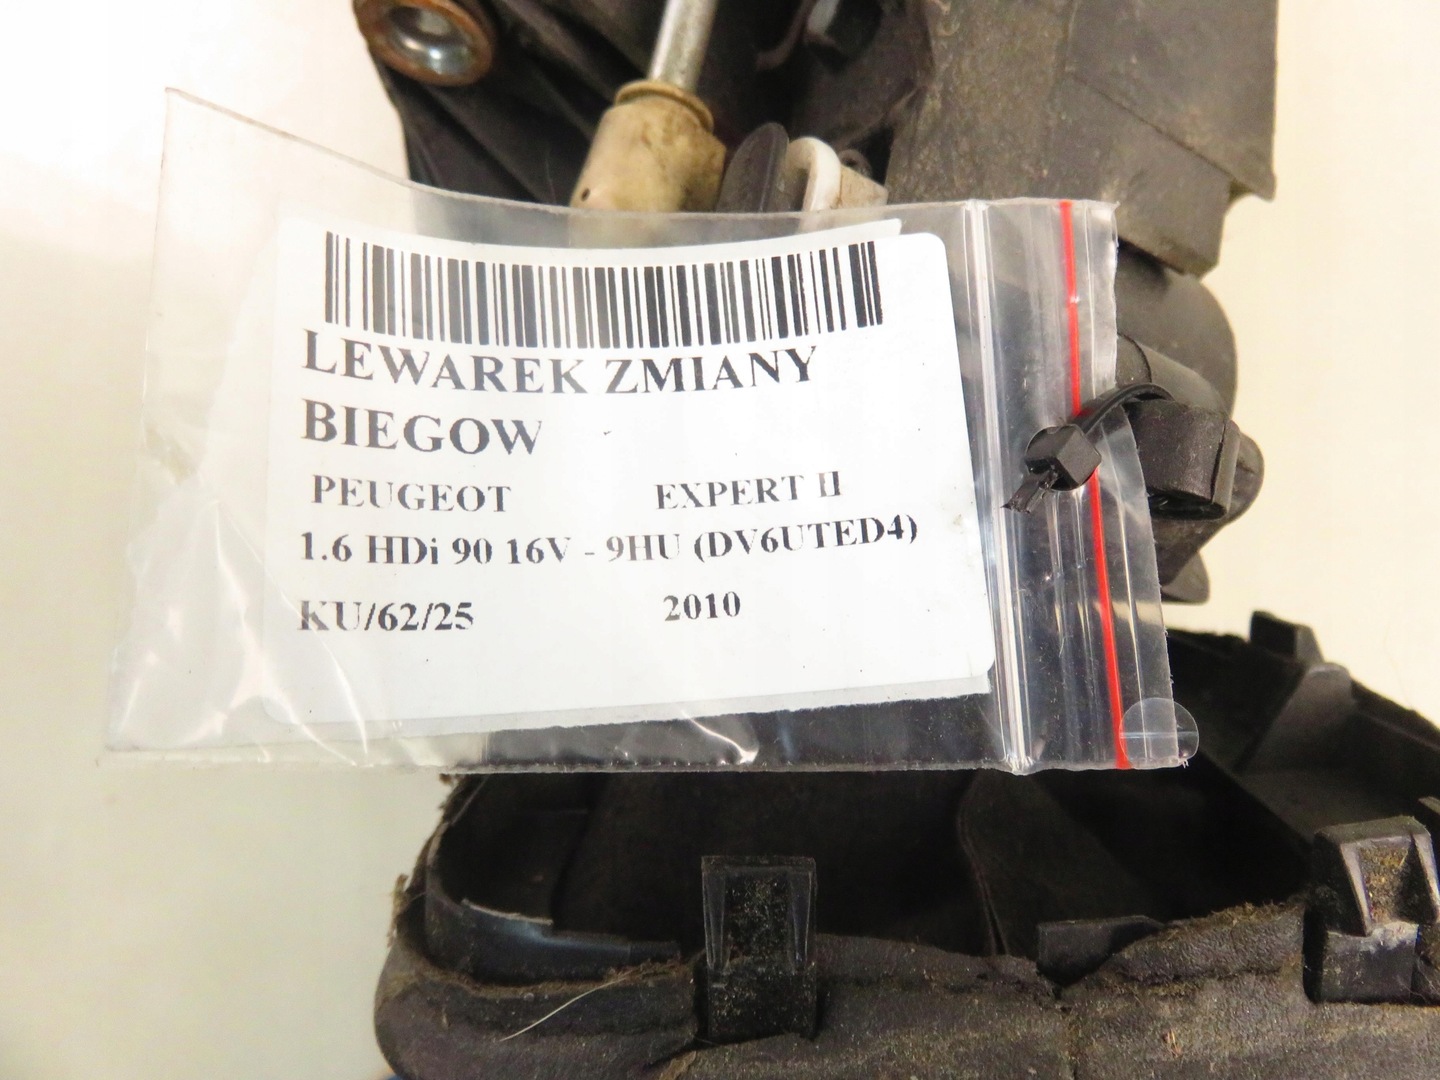 LEWAREK ZMIANY
BIEGOW
PEUGEOT EXPERT II
1.6 HDi 90 16V - 9HU (DV6UTED4)
KU/62/25 2010